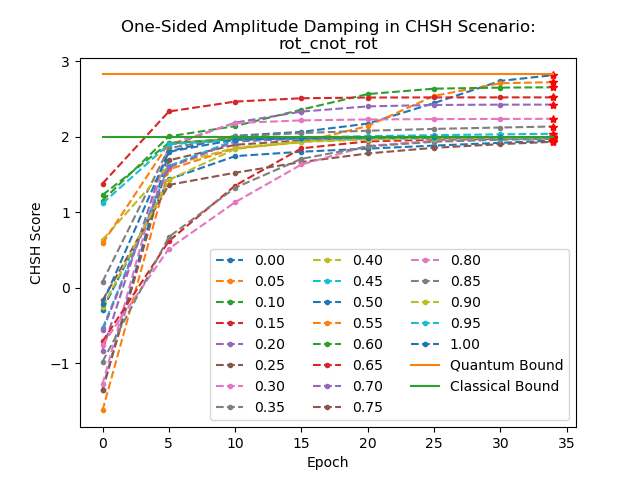 One-Sided Amplitude Damping in CHSH Scenario:
rot_cnot_rot
CHSH Score
3
2
1
0
−1
0.00 0.40 0.80
0.05 0.45 0.85
0.10 0.50 0.90
0.15 0.55 0.95
0.20 0.60 1.00
0.25 0.65 Quantum Bound
0.30 0.70 Classical Bound
0.35 0.75
0 5 10 15 20 25 30 35
Epoch